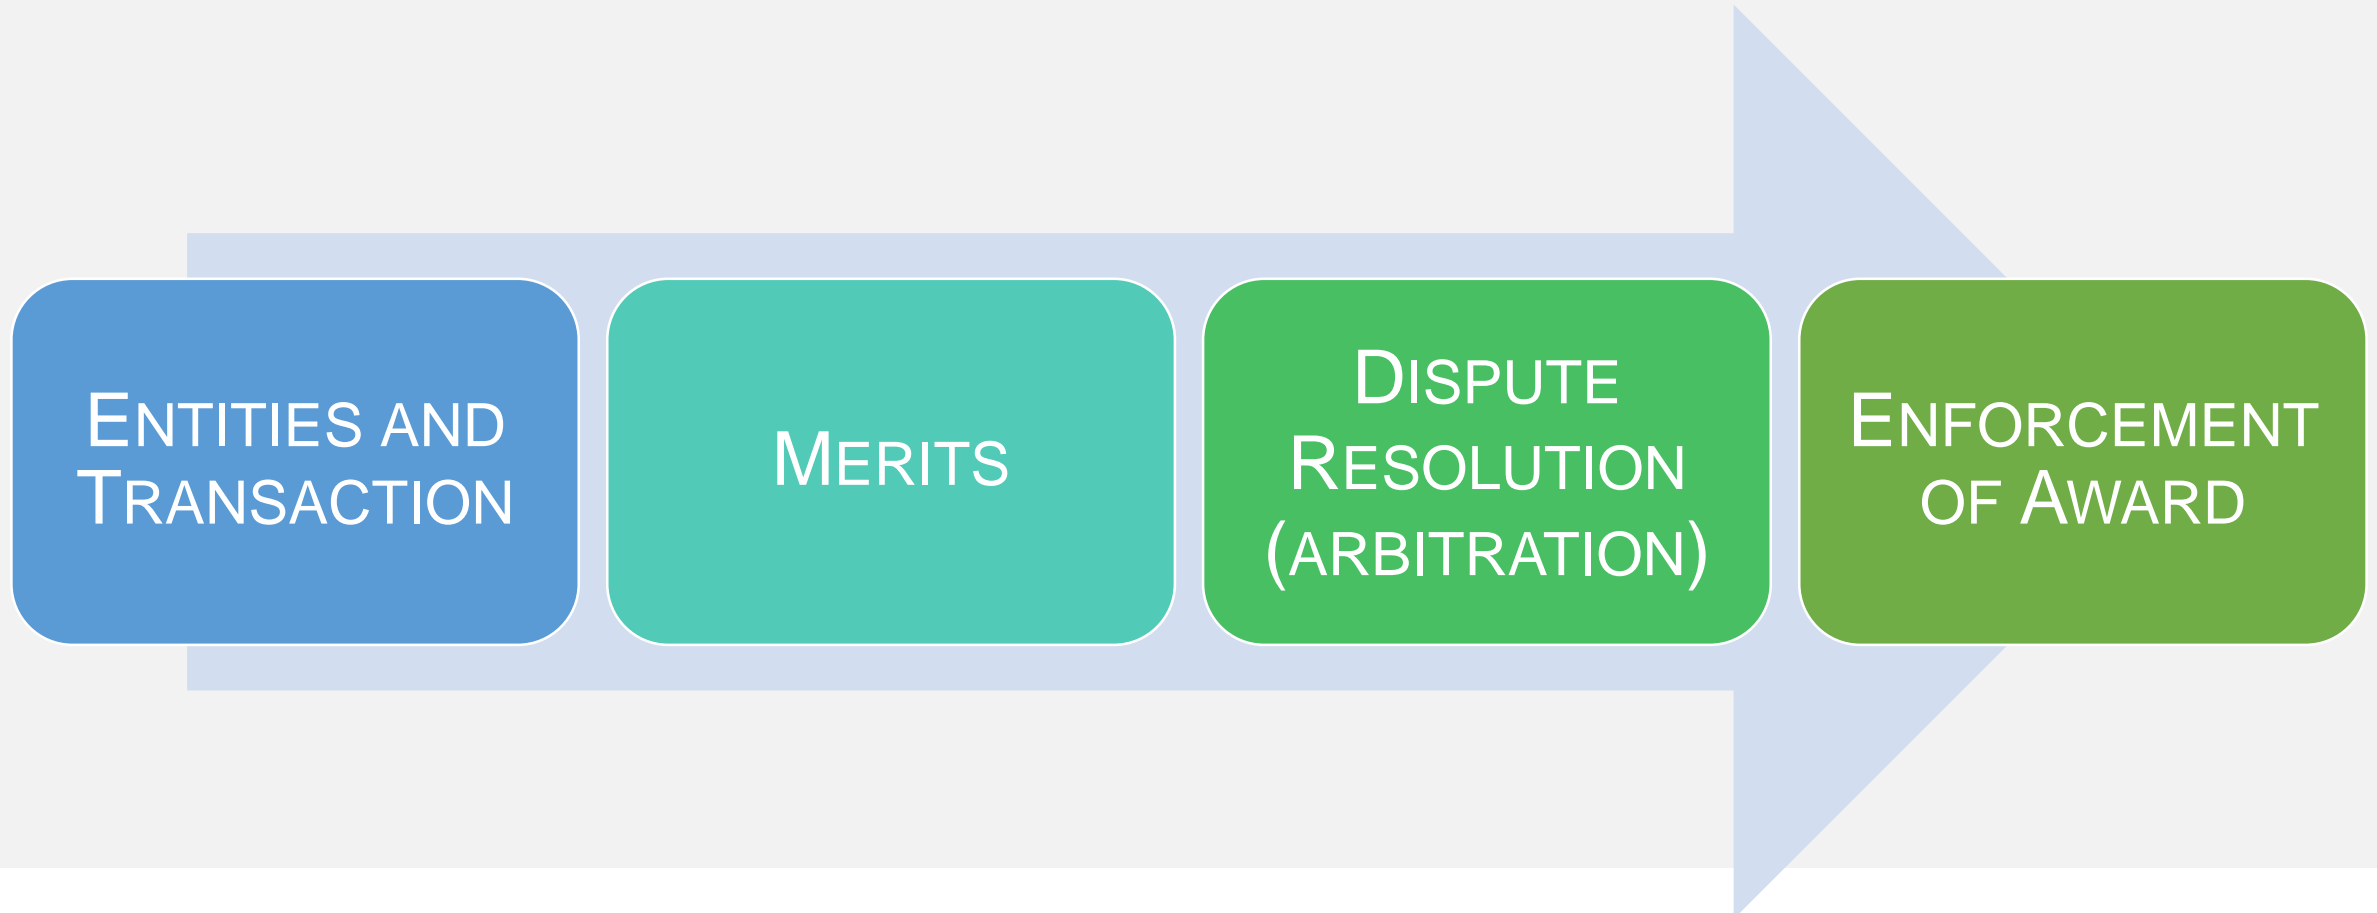 ENTITIES AND
TRANSACTION
MERITS
DISPUTE
RESOLUTION
(ARBITRATION)
ENFORCEMENT
OF AWARD